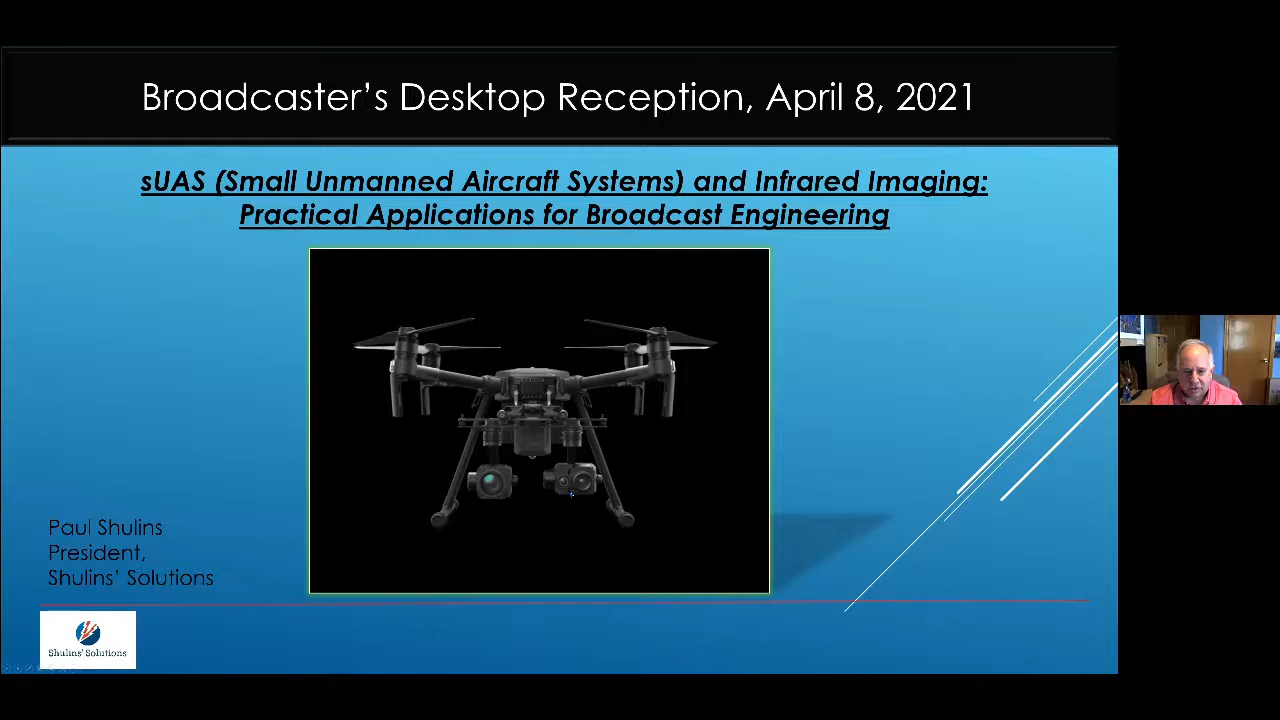 Broadcaster's Desktop Reception, April 8, 2021
sUAS (Small Unmanned Aircraft Systems) and Infrared Imaging:
Practical Applications for Broadcast Engineering
Paul Shulins
President,
Shulins' Solutions
Shulins' Solutions